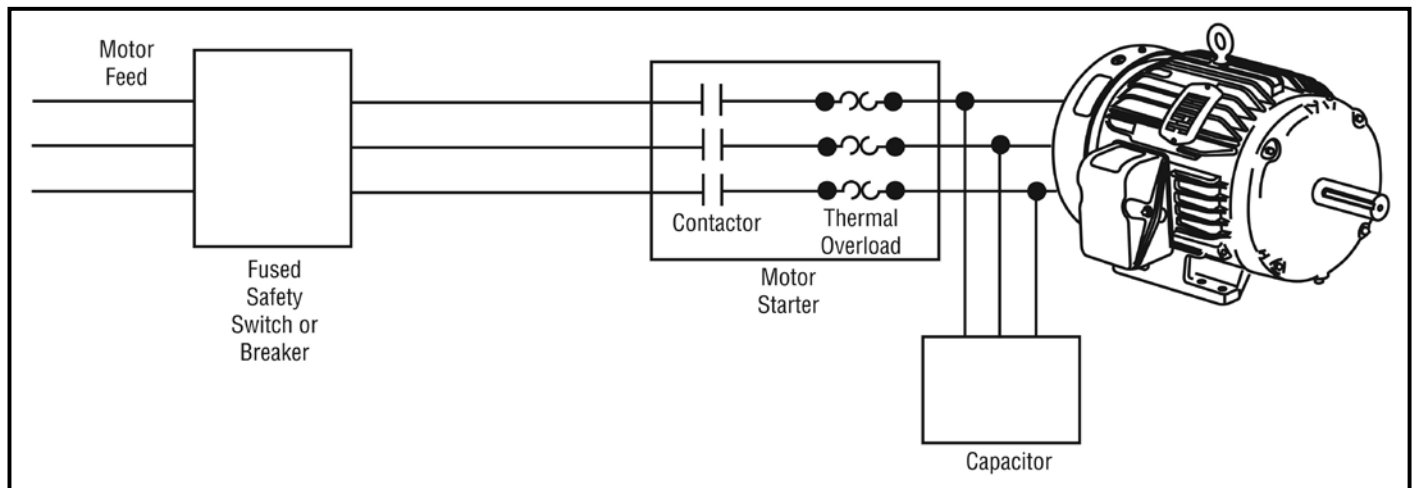 Motor
Feed
Fused
Safety
Switch or
Breaker
Contactor
Thermal
Overload
Motor
Starter
Capacitor